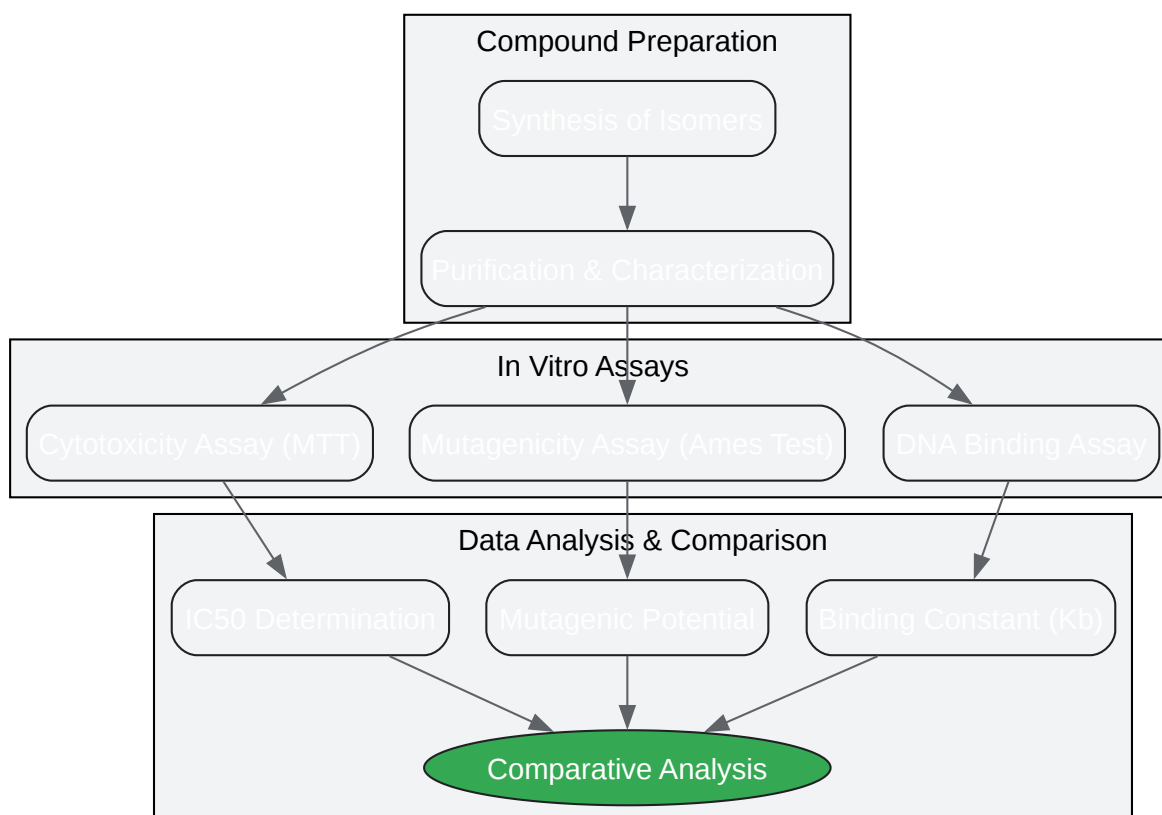 Compound Preparation
Synthesis of Isomers
Purification & Characterization
In Vitro Assays
Cytotoxicity Assay (MTT)
Mutagenicity Assay (Ames Test)
DNA Binding Assay
Data Analysis & Comparison
IC50 Determination
Mutagenic Potential
Binding Constant (Kb)
Comparative Analysis